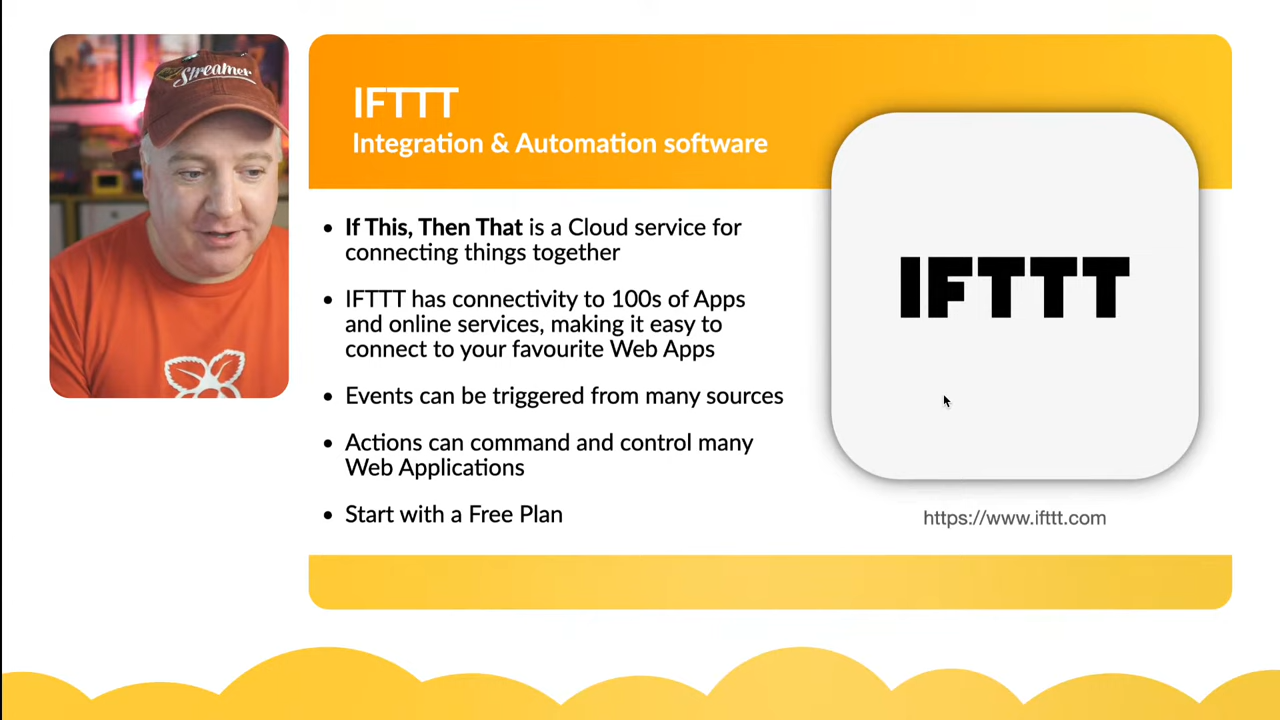 Streamer
IFTTT
Integration & Automation software
• If This, Then That is a Cloud service for
connecting things together
• IFTTT has connectivity to 100s of Apps
and online services, making it easy to
connect to your favourite Web Apps
• Events can be triggered from many sources
• Actions can command and control many
Web Applications
• Start with a Free Plan
IFTTT
https://www.ifttt.com